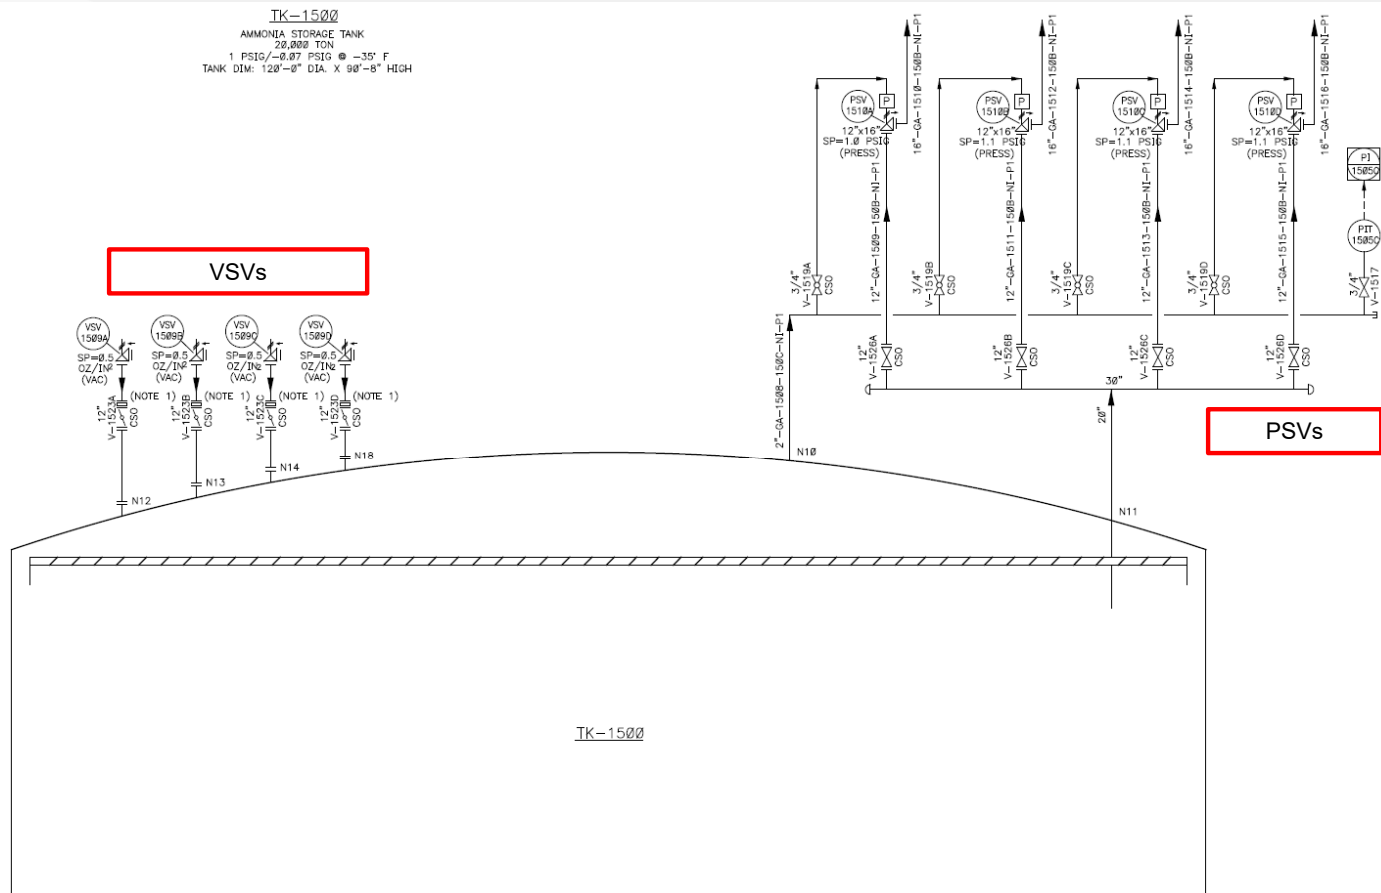 TK-1500
AMMONIA STORAGE TANK
20,000 TON
1 PSIG/-0.07 PSIG @ -35° F
TANK DIM: 120'-0" DIA. X 90'-8" HIGH
VSVs
VSV
1509A
SP=0.5
OZ/IN²
(VAC)
(NOTE 1)
12"
V-1523A
CSO
N12
VSV
1509B
SP=0.5
OZ/IN²
(VAC)
(NOTE 1)
12"
V-1523B
CSO
N13
VSV
1509C
SP=0.5
OZ/IN²
(VAC)
(NOTE 1)
12"
V-1523C
CSO
N14
VSV
1509D
SP=0.5
OZ/IN²
(VAC)
(NOTE 1)
12"
V-1523D
CSO
N18
PSV
1510A
P
12"x16"
SP=1.0 PSIG
(PRESS)
16"-GA-1510-150B-NI-P1
12"-GA-1509-150B-NI-P1
3/4"
V-1519A
CSO
12"
V-1526A
CSO
PSV
1510B
P
12"x16"
SP=1.1 PSIG
(PRESS)
16"-GA-1512-150B-NI-P1
12"-GA-1511-150B-NI-P1
3/4"
V-1519B
CSO
12"
V-1526B
CSO
PSV
1510C
P
12"x16"
SP=1.1 PSIG
(PRESS)
16"-GA-1514-150B-NI-P1
12"-GA-1513-150B-NI-P1
3/4"
V-1519C
CSO
12"
V-1526C
CSO
PSV
1510D
P
12"x16"
SP=1.1 PSIG
(PRESS)
16"-GA-1516-150B-NI-P1
12"-GA-1515-150B-NI-P1
3/4"
V-1519D
CSO
12"
V-1526D
CSO
PI
1505C
PIT
1505C
3/4"
V-1517
2"-GA-1508-150C-NI-P1
N10
30"
20"
N11
PSVs
TK-1500